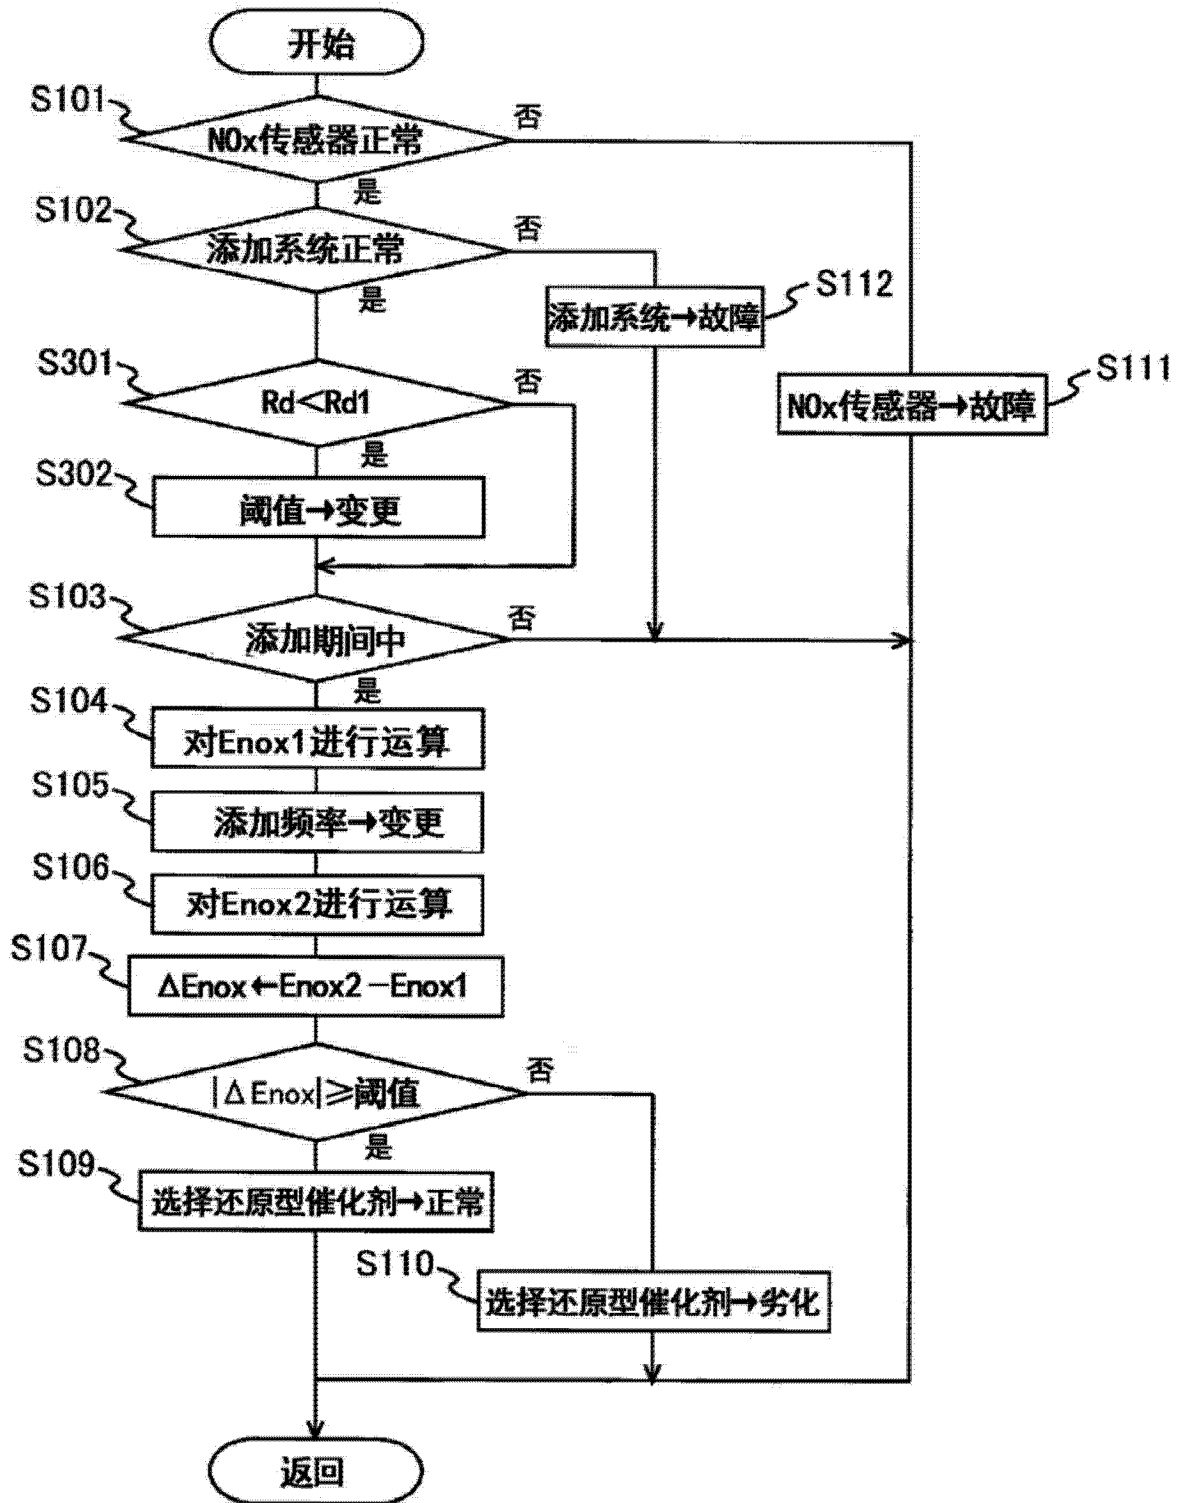 开始
S101
NOx传感器正常
否
是
S102
添加系统正常
否
是
S112
添加系统→故障
S111
NOx传感器→故障
S301
Rd<Rd1
否
是
S302
阈值→变更
S103
添加期间中
否
是
S104
对Enox1进行运算
S105
添加频率→变更
S106
对Enox2进行运算
S107
ΔEnox←Enox2-Enox1
S108
|ΔEnox|≥阈值
否
是
S109
选择还原型催化剂→正常
S110
选择还原型催化剂→劣化
返回